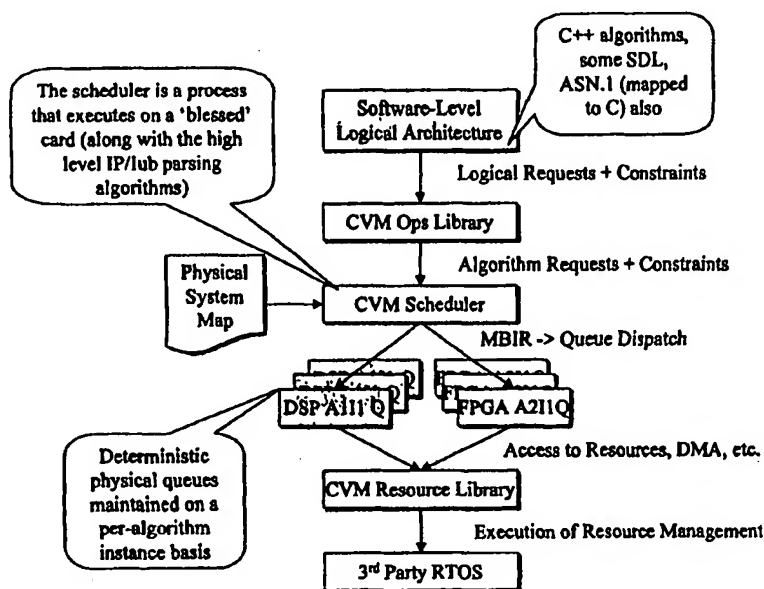 C++ algorithms,
some SDL,
ASN.1 (mapped
to C) also
The scheduler is a process
that executes on a 'blessed'
card (along with the high
level IP/lub parsing
algorithms)
Software-Level
Logical Architecture
Logical Requests + Constraints
CVM Ops Library
Algorithm Requests + Constraints
Physical
System
Map
CVM Scheduler
MBIR -> Queue Dispatch
DSP A1I1 Q
FPGA A2I1Q
Deterministic
physical queues
maintained on a
per-algorithm
instance basis
Access to Resources, DMA, etc.
CVM Resource Library
Execution of Resource Management
3rd Party RTOS